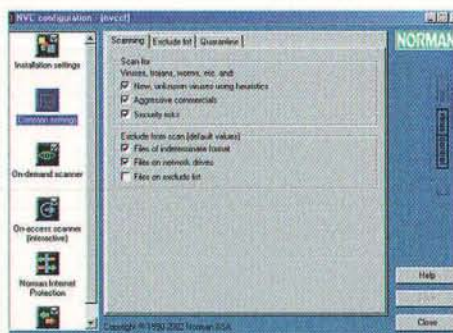 NVC configuration - [nvccf]
Installation settings
Common settings
On-demand scanner
On-access scanner
(interactive)
Norman Internet
Protection
Scanning
Exclude list
Quarantine
Scan for
Viruses, trojans, worms, etc. and:
New, unknown viruses using heuristics
Aggressive commercials
Security risks
Exclude from scan (default values)
Files of indeterminate format
Files on network drives
Files on exclude list
NORMAN
virus control
Help
Close
Copyright © 1990-2002 Norman ASA